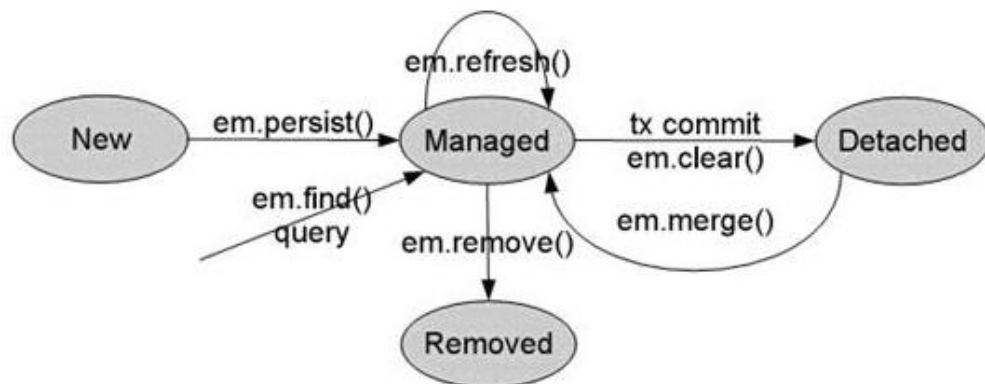 em.refresh()
New
em.persist()
Managed
tx commit
em.clear()
Detached
em.find()
query
em.remove()
em.merge()
Removed